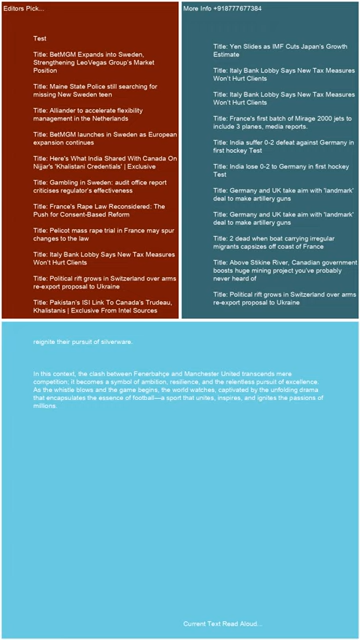 Editors Pick...
Test
Title: BetMGM Expands into Sweden,
Strengthening LeoVegas Group's Market
Position
Title: Maine State Police still searching for
missing New Sweden teen
Title: Alliander to accelerate flexibility
management in the Netherlands
Title: BetMGM launches in Sweden as European
expansion continues
Title: Here's What India Shared With Canada On
Nijjar's 'Khalistani Credentials' | Exclusive
Title: Gambling in Sweden: audit office report
criticises regulator's effectiveness
Title: France's Rape Law Reconsidered: The
Push for Consent-Based Reform
Title: Pelicot mass rape trial in France may spur
changes to the law
Title: Italy Bank Lobby Says New Tax Measures
Won't Hurt Clients
Title: Political rift grows in Switzerland over arms
re-export proposal to Ukraine
Title: Pakistan's ISI Link To Canada's Trudeau,
Khalistanis | Exclusive From Intel Sources
More Info +918777677384
Title: Yen Slides as IMF Cuts Japan's Growth
Estimate
Title: Italy Bank Lobby Says New Tax Measures
Won't Hurt Clients
Title: Italy Bank Lobby Says New Tax Measures
Won't Hurt Clients
Title: France's first batch of Mirage 2000 jets to
include 3 planes, media reports.
Title: India suffer 0-2 defeat against Germany in
first hockey Test
Title: India lose 0-2 to Germany in first hockey
Test
Title: Germany and UK take aim with 'landmark'
deal to make artillery guns
Title: Germany and UK take aim with 'landmark'
deal to make artillery guns
Title: 2 dead when boat carrying irregular
migrants capsizes off coast of France
Title: Above Stikine River, Canadian government
boosts huge mining project you've probably
never heard of
Title: Political rift grows in Switzerland over arms
re-export proposal to Ukraine
reignite their pursuit of silverware.
In this context, the clash between Fenerbahçe and Manchester United transcends mere
competition; it becomes a symbol of ambition, resilience, and the relentless pursuit of excellence.
As the whistle blows and the game begins, the world watches, captivated by the unfolding drama
that encapsulates the essence of football—a sport that unites, inspires, and ignites the passions of
millions.
Current Text Read Aloud...